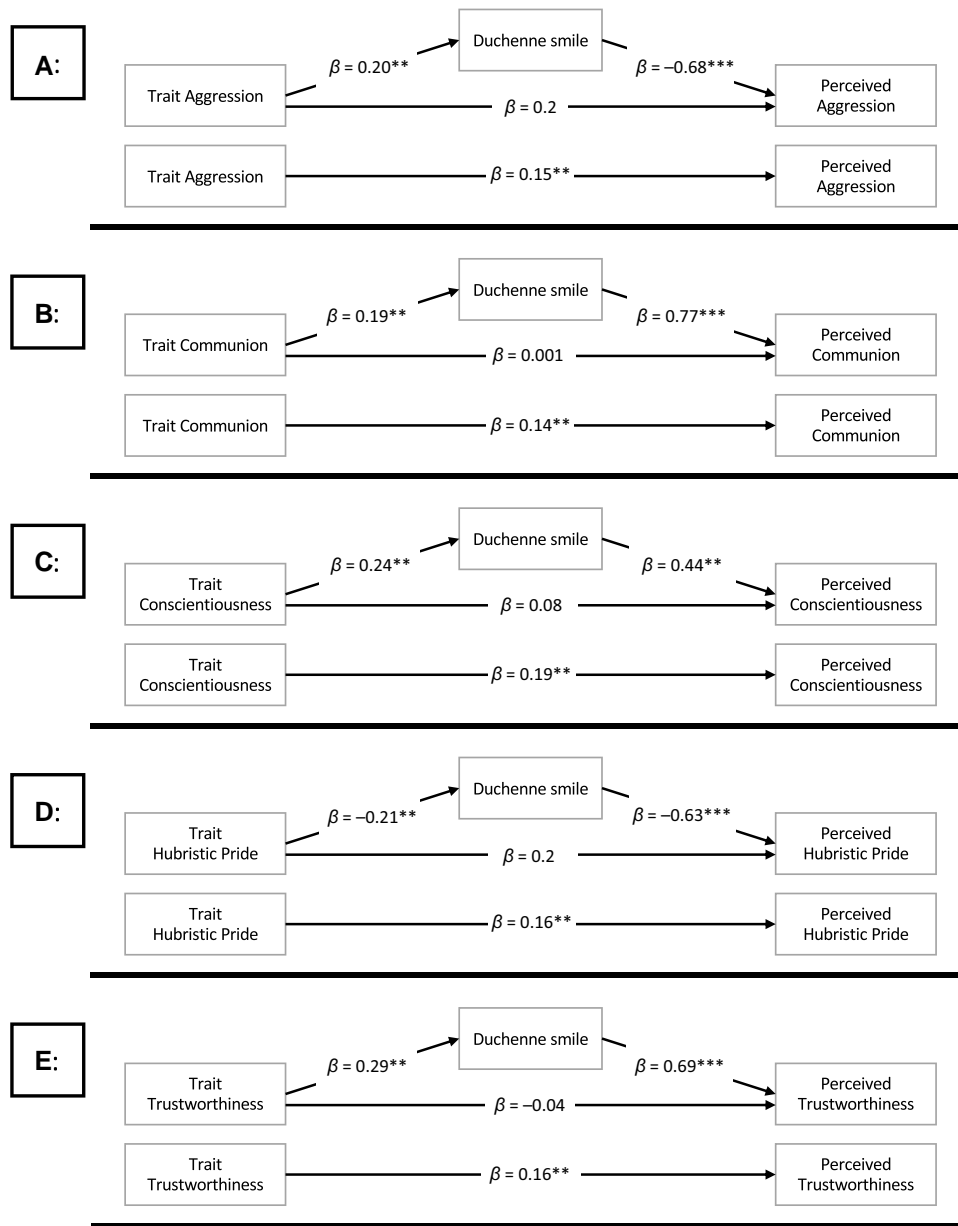 A:
Duchenne smile
β = 0.20**
β = –0.68***
Trait Aggression
β = 0.2
Perceived
Aggression
Trait Aggression
β = 0.15**
Perceived
Aggression
B:
Duchenne smile
β = 0.19**
β = 0.77***
Trait Communion
β = 0.001
Perceived
Communion
Trait Communion
β = 0.14**
Perceived
Communion
C:
Duchenne smile
β = 0.24**
β = 0.44**
Trait
Conscientiousness
β = 0.08
Perceived
Conscientiousness
Trait
Conscientiousness
β = 0.19**
Perceived
Conscientiousness
D:
Duchenne smile
β = –0.21**
β = –0.63***
Trait
Hubristic Pride
β = 0.2
Perceived
Hubristic Pride
Trait
Hubristic Pride
β = 0.16**
Perceived
Hubristic Pride
E:
Duchenne smile
β = 0.29**
β = 0.69***
Trait
Trustworthiness
β = –0.04
Perceived
Trustworthiness
Trait
Trustworthiness
β = 0.16**
Perceived
Trustworthiness